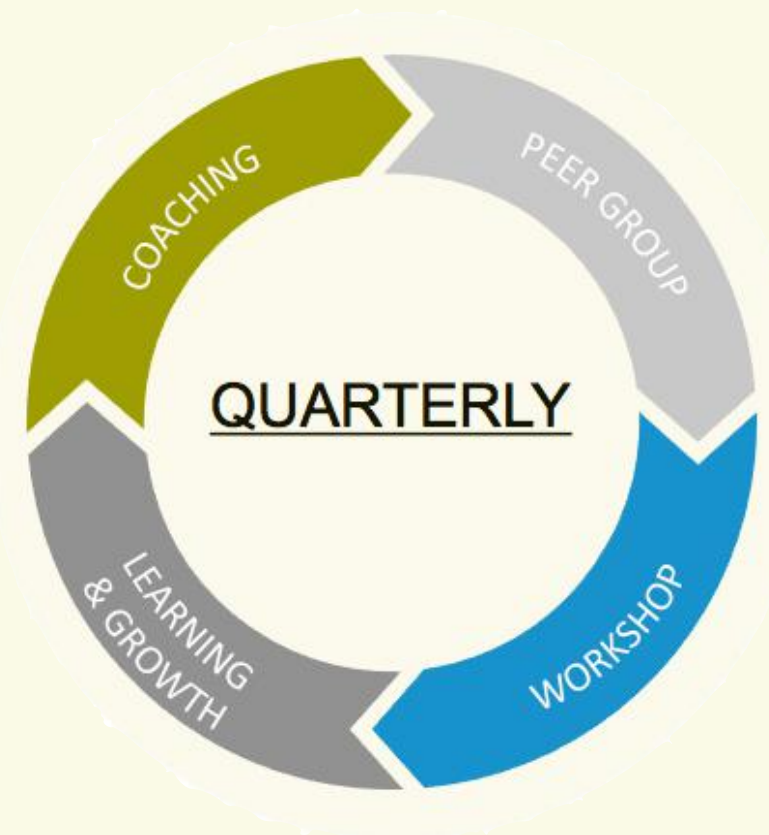 COACHING
PEER GROUP
QUARTERLY
WORKSHOP
LEARNING
& GROWTH